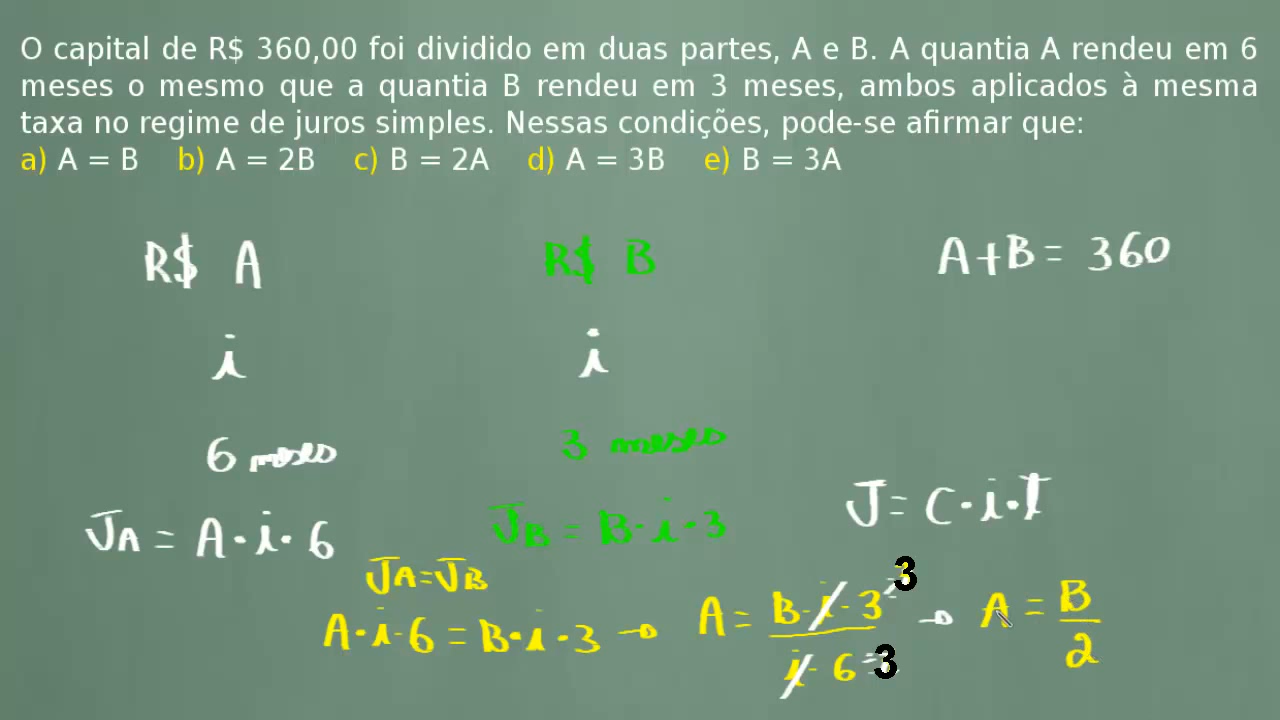 O capital de R$ 360,00 foi dividido em duas partes, A e B. A quantia A rendeu em 6
meses o mesmo que a quantia B rendeu em 3 meses, ambos aplicados à mesma
taxa no regime de juros simples. Nessas condições, pode-se afirmar que:
a) A = B b) A = 2B c) B = 2A d) A = 3B e) B = 3A
R$ A R$ B A+B = 360
i i
6 meses 3 meses
J = C·i·t
JA = A·i·6 JB = B·i·3
JA=JB
A·i·6 = B·i·3 → A = B·i·3 3 / i·6 3 → A = B/2